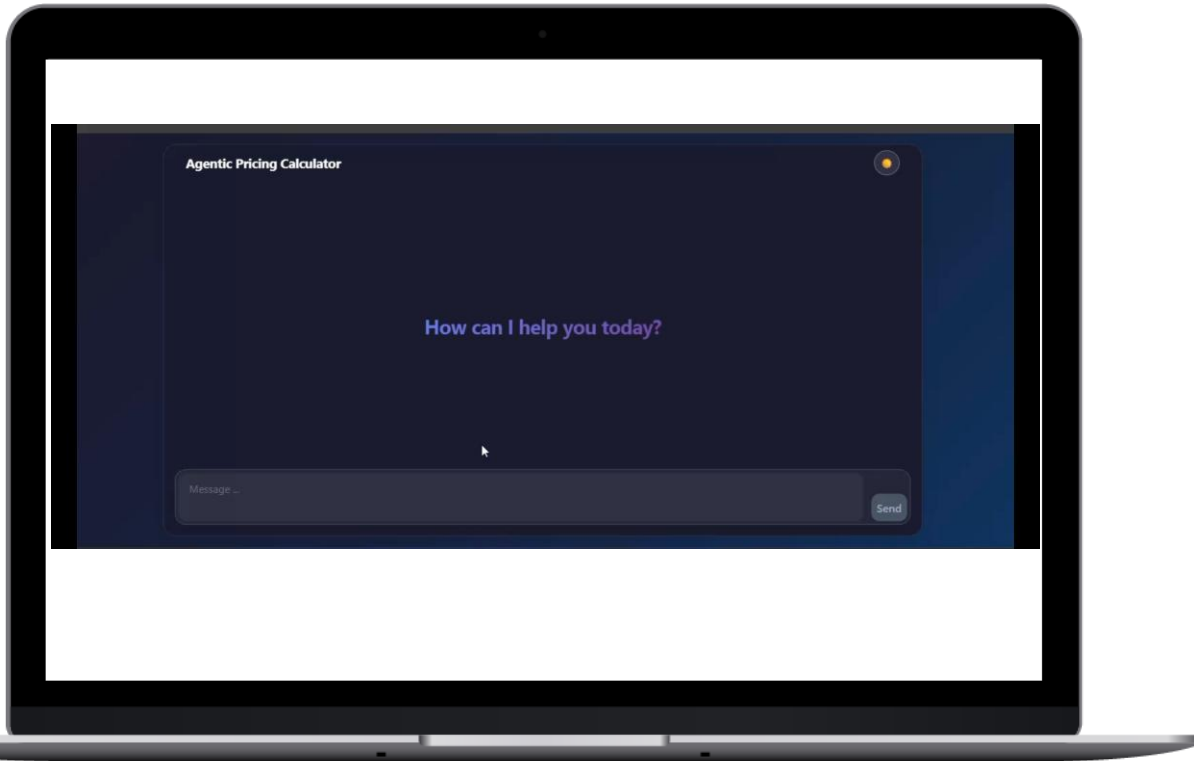 Agentic Pricing Calculator
How can I help you today?
Message ...
Send